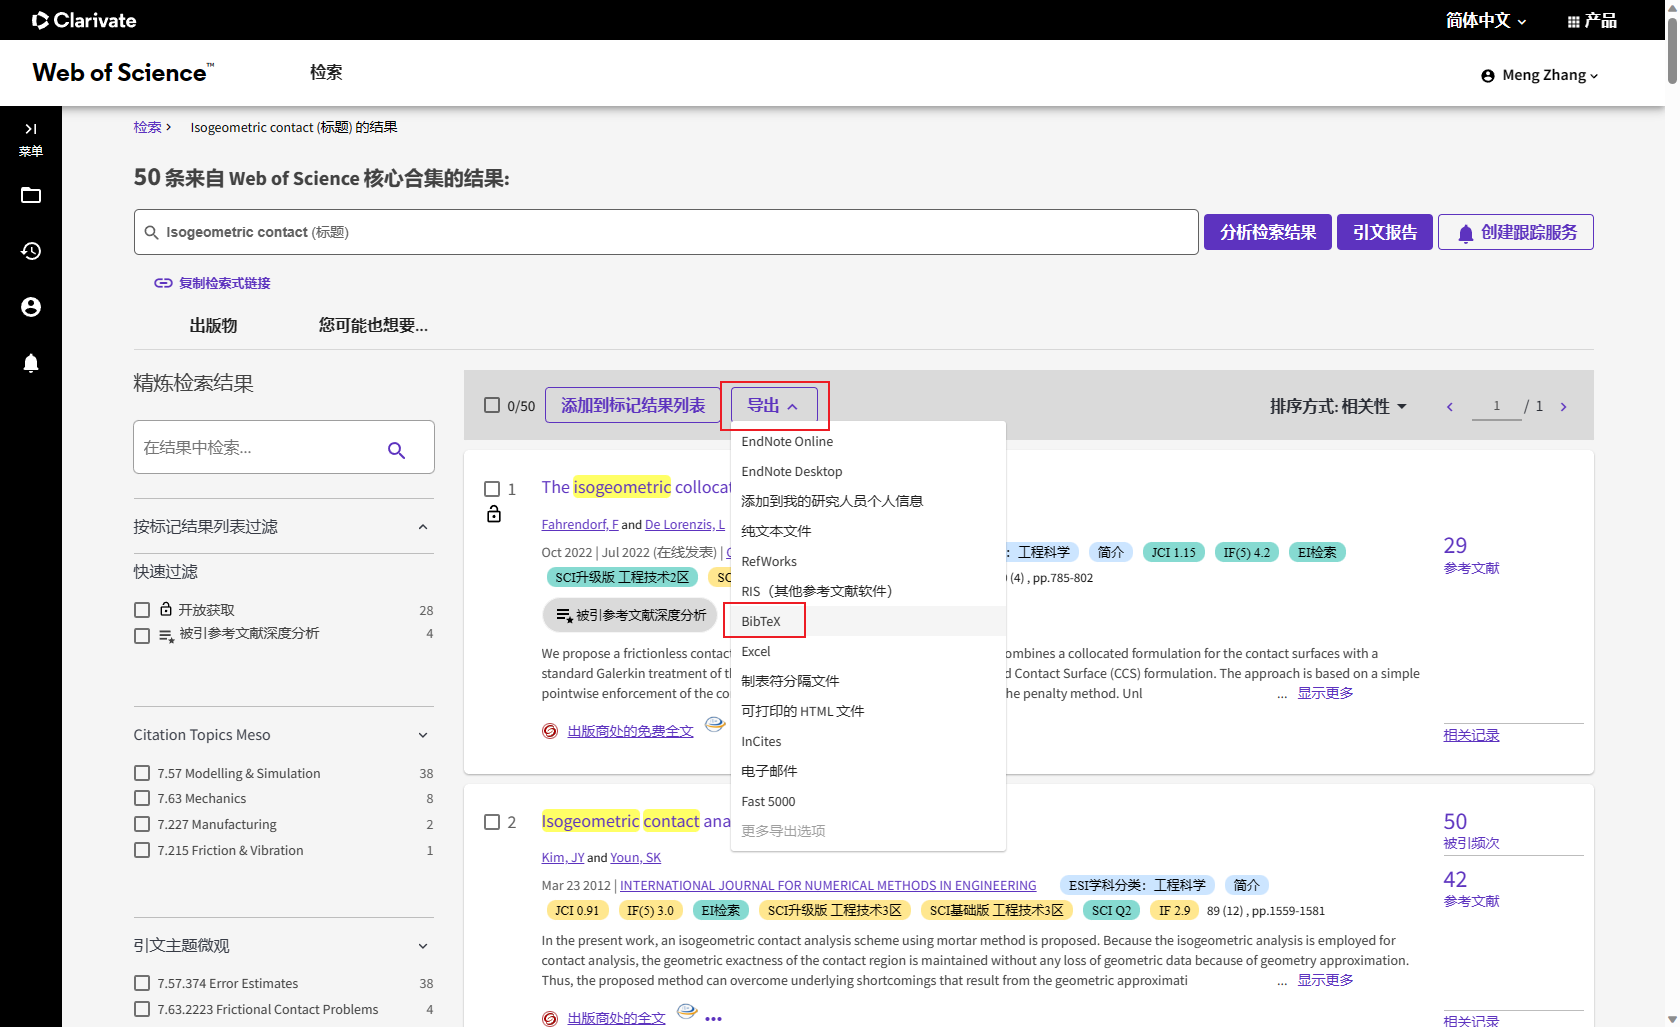 Clarivate
简体中文
产品
Web of Science™
检索
Meng Zhang
菜单
检索 › Isogeometric contact (标题) 的结果
50 条来自 Web of Science 核心合集的结果:
Isogeometric contact (标题)
分析检索结果
引文报告
创建跟踪服务
复制检索式链接
出版物
您可能也想要...
精炼检索结果
在结果中检索...
按标记结果列表过滤
快速过滤
开放获取 28
被引参考文献深度分析 4
Citation Topics Meso
7.57 Modelling & Simulation 38
7.63 Mechanics 8
7.227 Manufacturing 2
7.215 Friction & Vibration 1
引文主题微观
7.57.374 Error Estimates 38
7.63.2223 Frictional Contact Problems 4
0/50
添加到标记结果列表
导出
排序方式: 相关性
1 / 1
EndNote Online
EndNote Desktop
添加到我的研究人员个人信息
纯文本文件
RefWorks
RIS（其他参考文献软件）
BibTeX
Excel
制表符分隔文件
可打印的 HTML 文件
InCites
电子邮件
Fast 5000
更多导出选项
1
The isogeometric collocat
Fahrendorf, F and De Lorenzis, L
Oct 2022 | Jul 2022 (在线发表) |
: 工程科学 简介 JCI 1.15 IF(5) 4.2 EI检索
SCI升级版 工程技术2区 SC
(4) , pp.785-802
被引参考文献深度分析
We propose a frictionless contac
ombines a collocated formulation for the contact surfaces with a
standard Galerkin treatment of t
d Contact Surface (CCS) formulation. The approach is based on a simple
pointwise enforcement of the co
he penalty method. Unl ... 显示更多
出版商处的免费全文
29
参考文献
相关记录
2
Isogeometric contact ana
Kim, JY and Youn, SK
Mar 23 2012 | INTERNATIONAL JOURNAL FOR NUMERICAL METHODS IN ENGINEERING ESI学科分类：工程科学 简介
JCI 0.91 IF(5) 3.0 EI检索 SCI升级版 工程技术3区 SCI基础版 工程技术3区 SCI Q2 IF 2.9 89 (12) , pp.1559-1581
In the present work, an isogeometric contact analysis scheme using mortar method is proposed. Because the isogeometric analysis is employed for
contact analysis, the geometric exactness of the contact region is maintained without any loss of geometric data because of geometry approximation.
Thus, the proposed method can overcome underlying shortcomings that result from the geometric approximati ... 显示更多
出版商处的全文 •••
50
被引频次
42
参考文献
相关记录